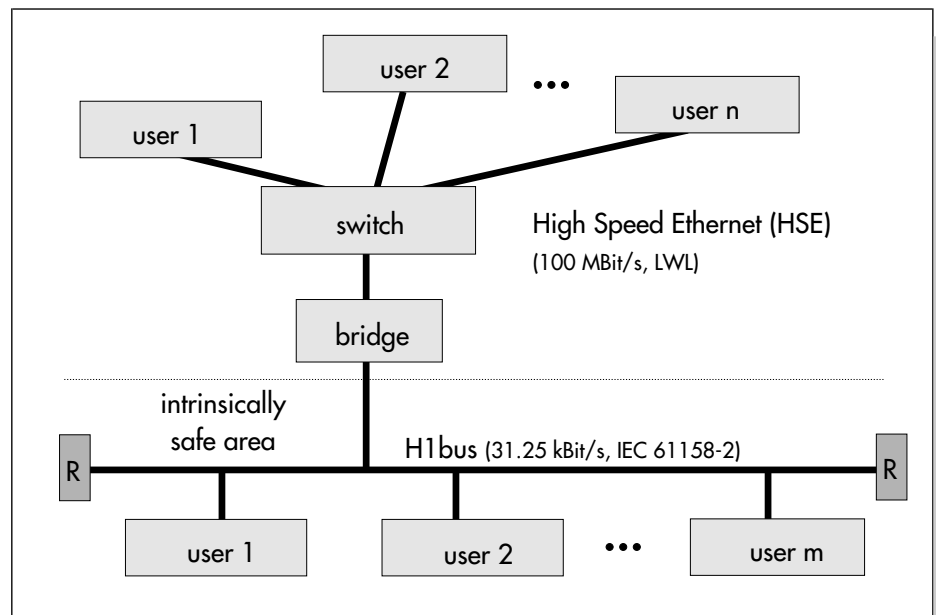 user 2
...
user 1
user n
switch
High Speed Ethernet (HSE)
(100 MBit/s, LWL)
bridge
intrinsically
safe area
H1bus (31.25 kBit/s, IEC 61158-2)
R
R
user 1
user 2
...
user m